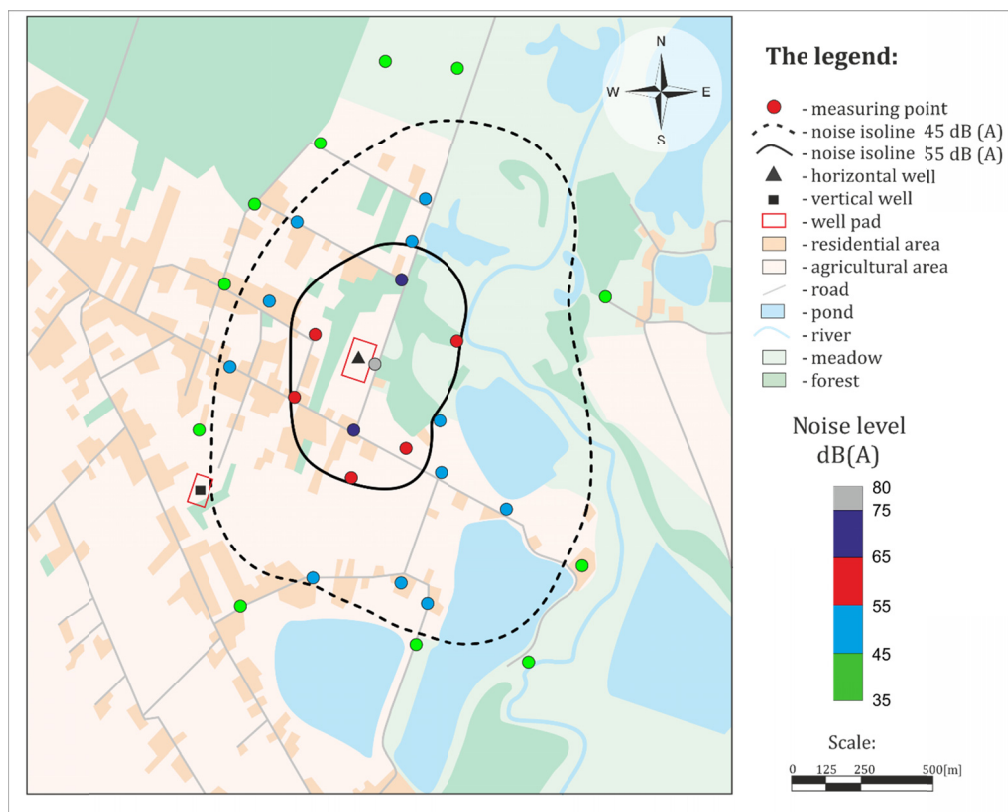 N
W E
S
The legend:
- measuring point
- noise isoline 45 dB (A)
- noise isoline 55 dB (A)
- horizontal well
- vertical well
- well pad
- residential area
- agricultural area
- road
- pond
- river
- meadow
- forest
Noise level
dB(A)
80
75
65
55
45
35
Scale:
0 125 250 500[m]